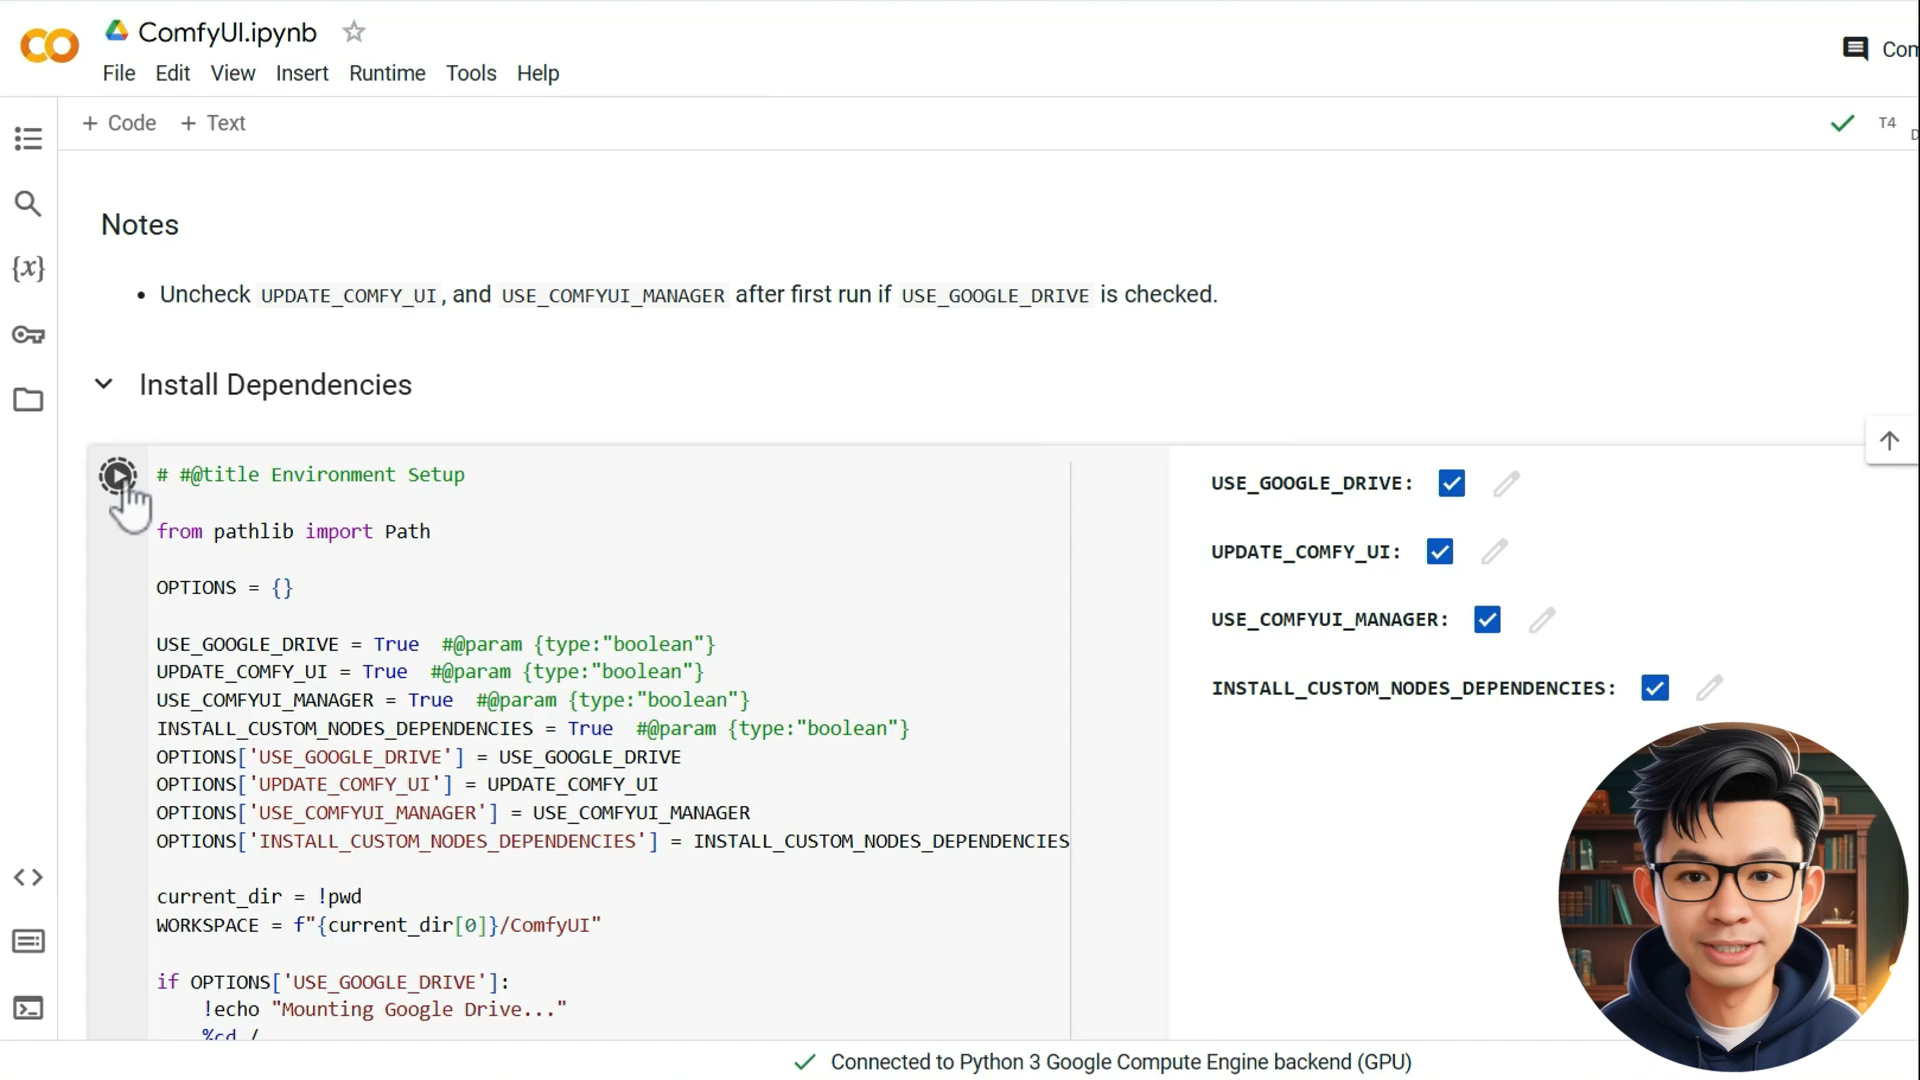 ComfyUI.ipynb
File Edit View Insert Runtime Tools Help
+ Code + Text
T4
Notes
• Uncheck UPDATE_COMFY_UI, and USE_COMFYUI_MANAGER after first run if USE_GOOGLE_DRIVE is checked.
Install Dependencies
# #@title Environment Setup
from pathlib import Path
OPTIONS = {}
USE_GOOGLE_DRIVE = True #@param {type:"boolean"}
UPDATE_COMFY_UI = True #@param {type:"boolean"}
USE_COMFYUI_MANAGER = True #@param {type:"boolean"}
INSTALL_CUSTOM_NODES_DEPENDENCIES = True #@param {type:"boolean"}
OPTIONS['USE_GOOGLE_DRIVE'] = USE_GOOGLE_DRIVE
OPTIONS['UPDATE_COMFY_UI'] = UPDATE_COMFY_UI
OPTIONS['USE_COMFYUI_MANAGER'] = USE_COMFYUI_MANAGER
OPTIONS['INSTALL_CUSTOM_NODES_DEPENDENCIES'] = INSTALL_CUSTOM_NODES_DEPENDENCIES
current_dir = !pwd
WORKSPACE = f"{current_dir[0]}/ComfyUI"
if OPTIONS['USE_GOOGLE_DRIVE']:
!echo "Mounting Google Drive..."
%cd /
USE_GOOGLE_DRIVE:
UPDATE_COMFY_UI:
USE_COMFYUI_MANAGER:
INSTALL_CUSTOM_NODES_DEPENDENCIES:
Connected to Python 3 Google Compute Engine backend (GPU)